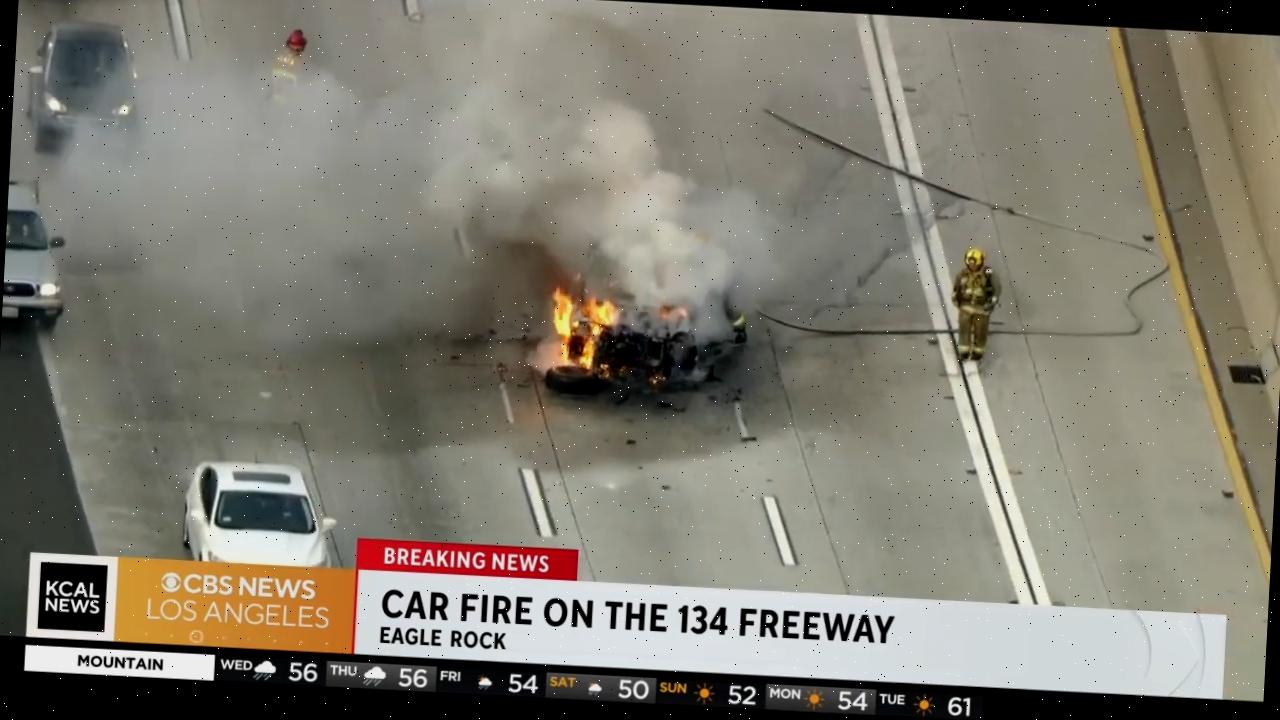 BREAKING NEWS
KCAL
NEWS
CBS NEWS
LOS ANGELES
CAR FIRE ON THE 134 FREEWAY
EAGLE ROCK
MOUNTAIN WED 56 THU 56 FRI 54 SAT 50 SUN 52 MON 54 TUE 61